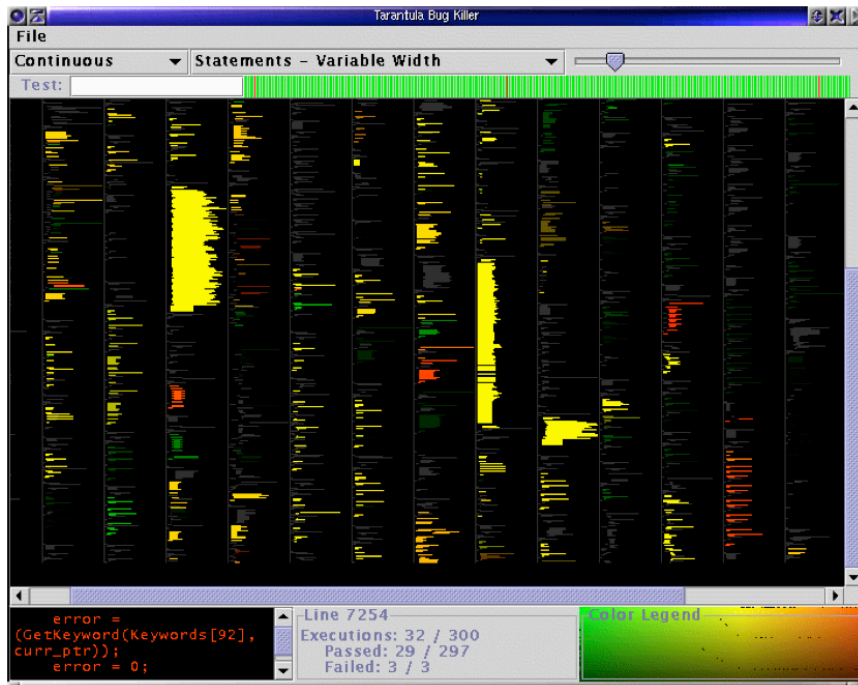 Tarantula Bug Killer
File
Continuous
Statements - Variable Width
Test:
error =
(GetKeyword(Keywords[92],
curr_ptr));
error = 0;
Line 7254
Executions: 32 / 300
Passed: 29 / 297
Failed: 3 / 3
Color Legend